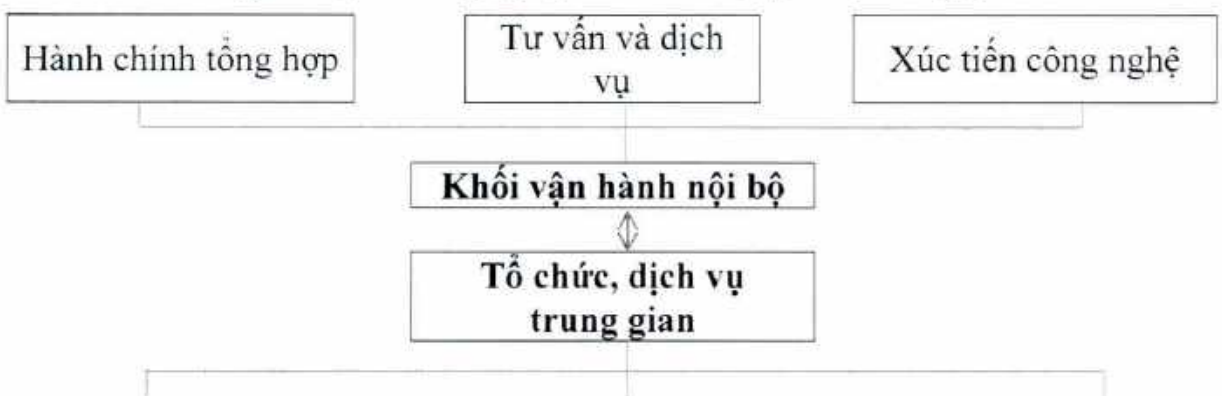 Hành chính tổng hợp
Tư vấn và dịch
vụ
Xúc tiến công nghệ
Khối vận hành nội bộ
Tổ chức, dịch vụ
trung gian